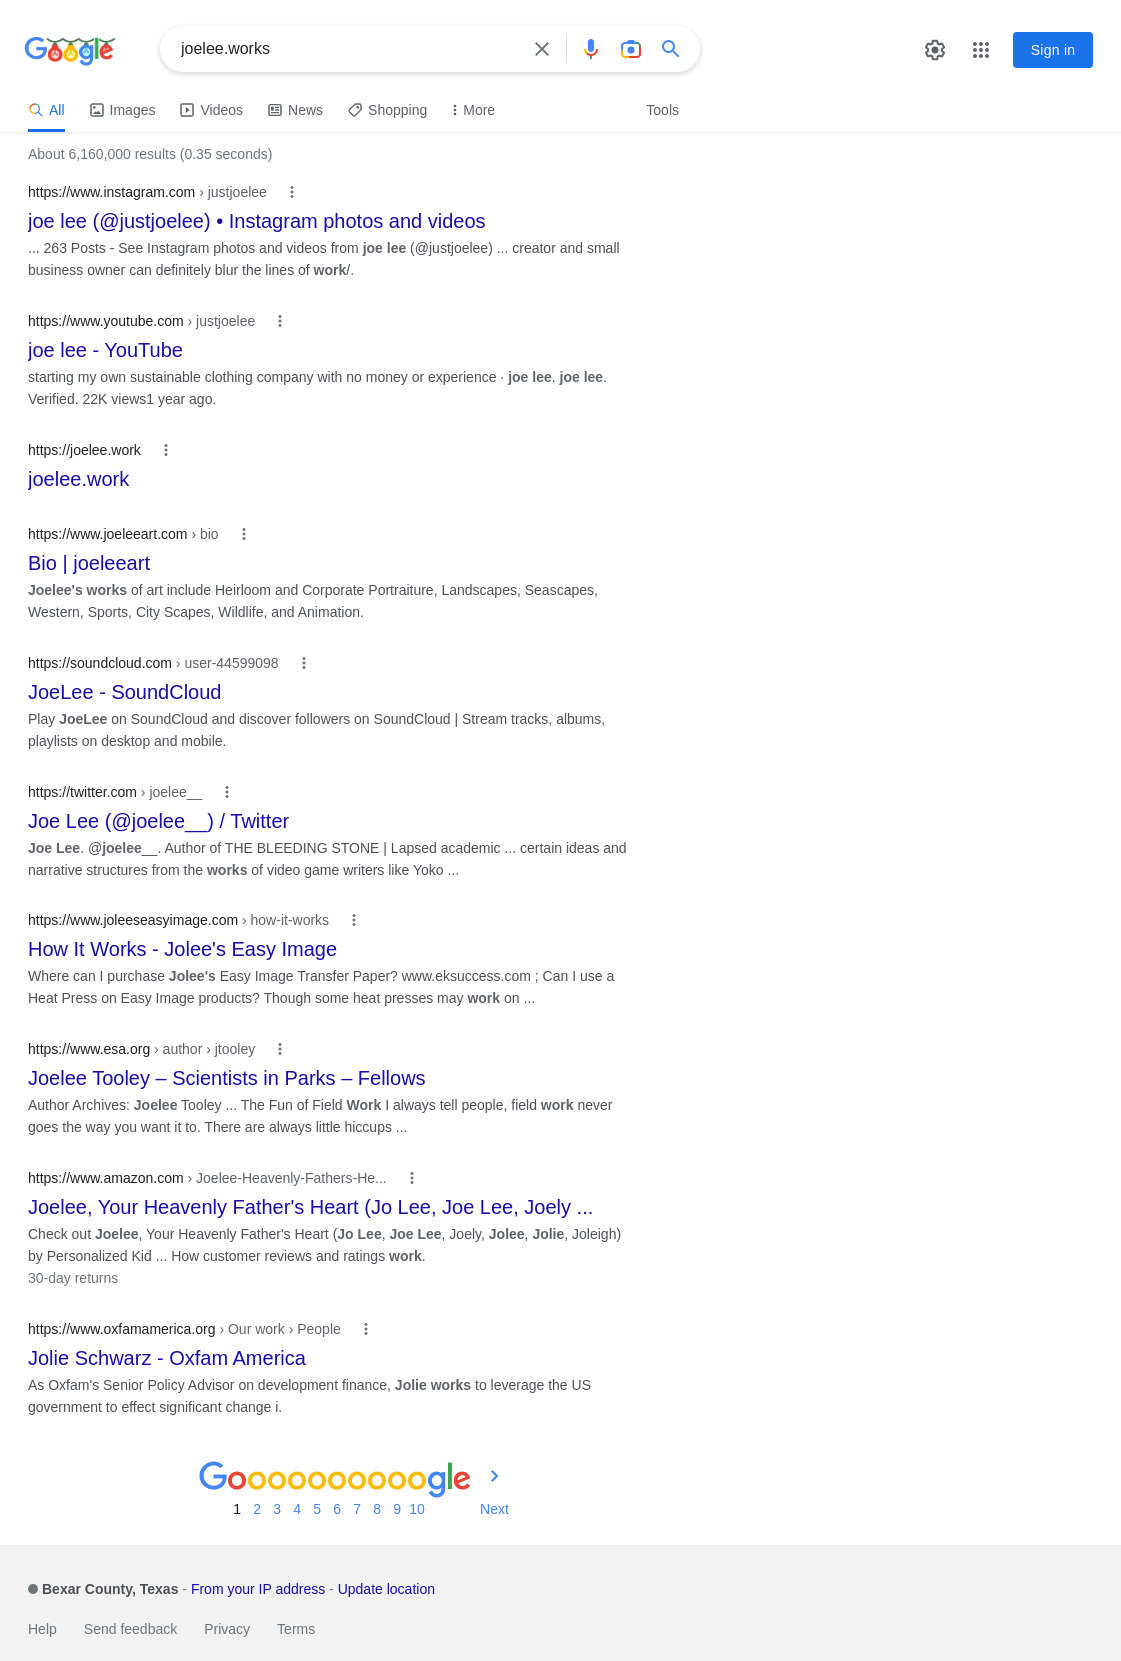 Google
joelee.works
Sign in
All Images Videos News Shopping More Tools
About 6,160,000 results (0.35 seconds)
https://www.instagram.com › justjoelee
joe lee (@justjoelee) • Instagram photos and videos
... 263 Posts - See Instagram photos and videos from joe lee (@justjoelee) ... creator and small
business owner can definitely blur the lines of work/.
https://www.youtube.com › justjoelee
joe lee - YouTube
starting my own sustainable clothing company with no money or experience · joe lee. joe lee.
Verified. 22K views1 year ago.
https://joelee.work
joelee.work
https://www.joeleeart.com › bio
Bio | joeleeart
Joelee's works of art include Heirloom and Corporate Portraiture, Landscapes, Seascapes,
Western, Sports, City Scapes, Wildlife, and Animation.
https://soundcloud.com › user-44599098
JoeLee - SoundCloud
Play JoeLee on SoundCloud and discover followers on SoundCloud | Stream tracks, albums,
playlists on desktop and mobile.
https://twitter.com › joelee__
Joe Lee (@joelee__) / Twitter
Joe Lee. @joelee__. Author of THE BLEEDING STONE | Lapsed academic ... certain ideas and
narrative structures from the works of video game writers like Yoko ...
https://www.joleeseasyimage.com › how-it-works
How It Works - Jolee's Easy Image
Where can I purchase Jolee's Easy Image Transfer Paper? www.eksuccess.com ; Can I use a
Heat Press on Easy Image products? Though some heat presses may work on ...
https://www.esa.org › author › jtooley
Joelee Tooley – Scientists in Parks – Fellows
Author Archives: Joelee Tooley ... The Fun of Field Work I always tell people, field work never
goes the way you want it to. There are always little hiccups ...
https://www.amazon.com › Joelee-Heavenly-Fathers-He...
Joelee, Your Heavenly Father's Heart (Jo Lee, Joe Lee, Joely ...
Check out Joelee, Your Heavenly Father's Heart (Jo Lee, Joe Lee, Joely, Jolee, Jolie, Joleigh)
by Personalized Kid ... How customer reviews and ratings work.
30-day returns
https://www.oxfamamerica.org › Our work › People
Jolie Schwarz - Oxfam America
As Oxfam's Senior Policy Advisor on development finance, Jolie works to leverage the US
government to effect significant change i.
Goooooooooogle
1 2 3 4 5 6 7 8 9 10 Next
Bexar County, Texas - From your IP address - Update location
Help Send feedback Privacy Terms